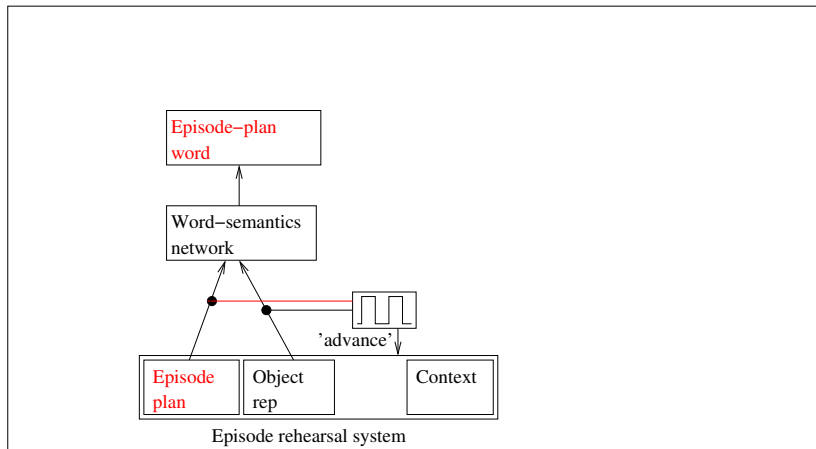 Episode−plan
word
Word−semantics
network
'advance'
Episode
plan
Object
rep
Context
Episode rehearsal system